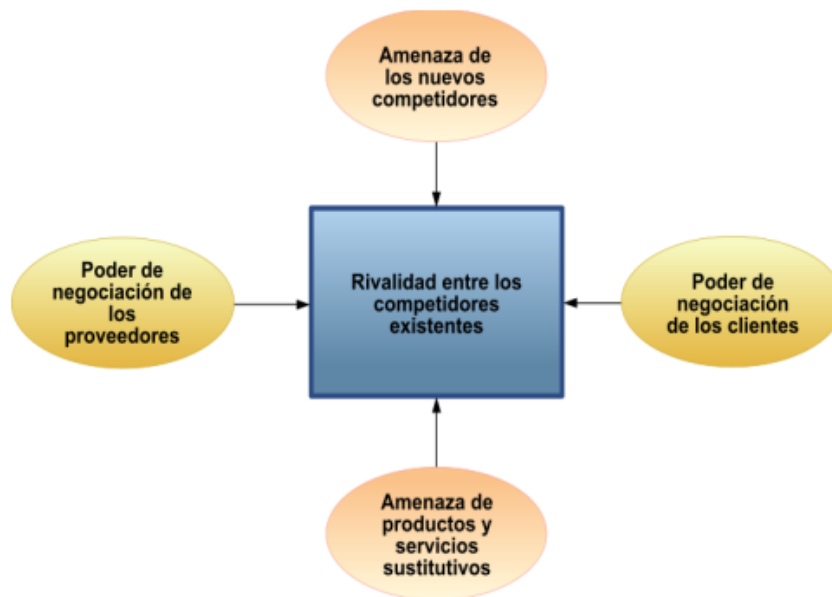 Amenaza de
los nuevos
competidores
Poder de
negociación de
los
proveedores
Rivalidad entre los
competidores
existentes
Poder de
negociación
de los clientes
Amenaza de
productos y
servicios
sustitutivos